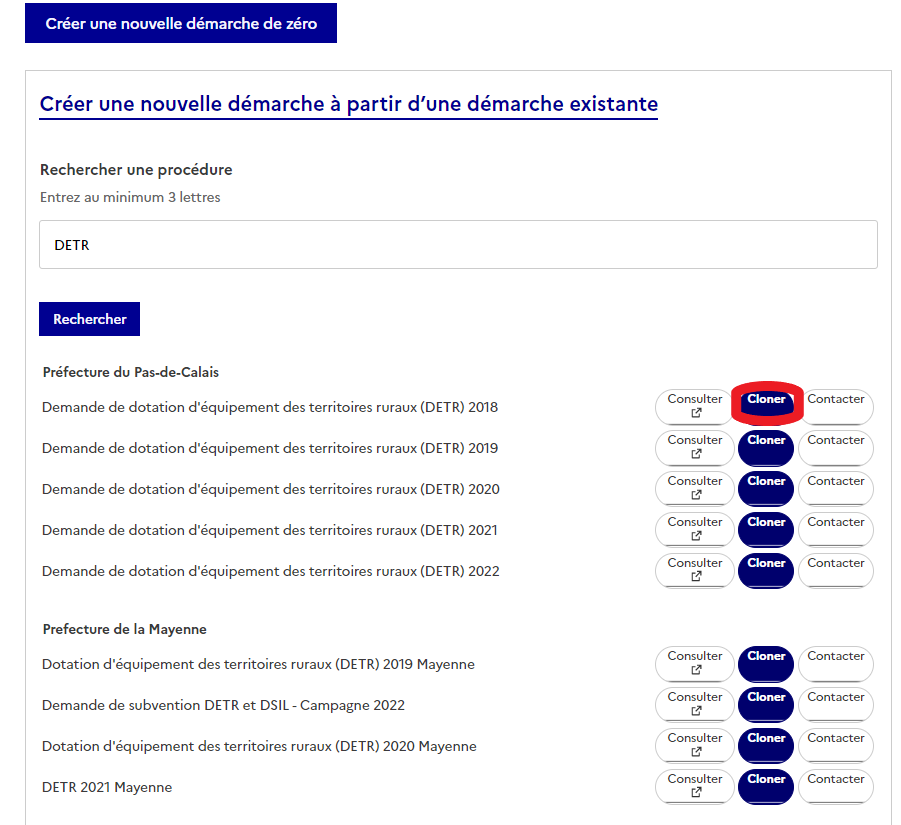 Créer une nouvelle démarche de zéro
Créer une nouvelle démarche à partir d’une démarche existante
Rechercher une procédure
Entrez au minimum 3 lettres
DETR
Rechercher
Préfecture du Pas-de-Calais
Demande de dotation d'équipement des territoires ruraux (DETR) 2018 Consulter Cloner Contacter
Demande de dotation d'équipement des territoires ruraux (DETR) 2019 Consulter Cloner Contacter
Demande de dotation d'équipement des territoires ruraux (DETR) 2020 Consulter Cloner Contacter
Demande de dotation d'équipement des territoires ruraux (DETR) 2021 Consulter Cloner Contacter
Demande de dotation d'équipement des territoires ruraux (DETR) 2022 Consulter Cloner Contacter
Prefecture de la Mayenne
Dotation d'équipement des territoires ruraux (DETR) 2019 Mayenne Consulter Cloner Contacter
Demande de subvention DETR et DSIL - Campagne 2022 Consulter Cloner Contacter
Dotation d'équipement des territoires ruraux (DETR) 2020 Mayenne Consulter Cloner Contacter
DETR 2021 Mayenne Consulter Cloner Contacter